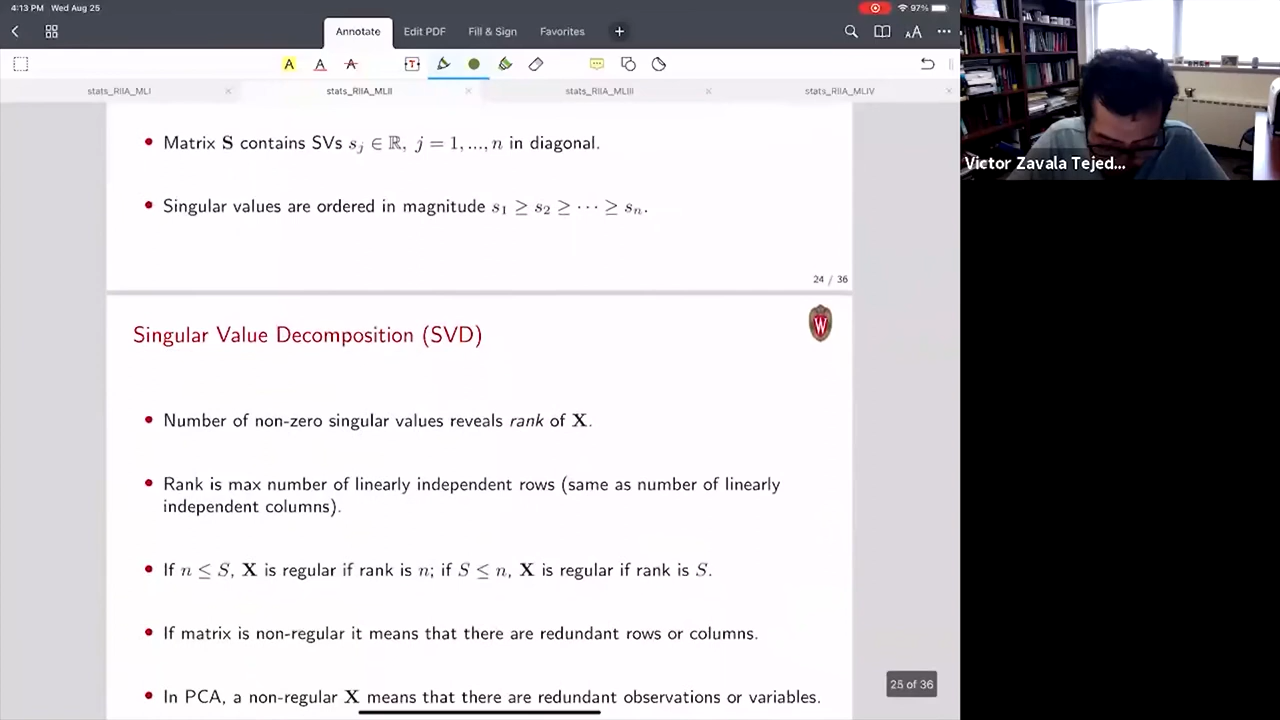 4:13 PM Wed Aug 25
97%
Annotate
Edit PDF
Fill & Sign
Favorites
stats_RIIA_MLI
stats_RIIA_MLII
stats_RIIA_MLIII
stats_RIIA_MLIV
• Matrix S contains SVs s_j ∈ ℝ, j = 1, ..., n in diagonal.
• Singular values are ordered in magnitude s_1 ≥ s_2 ≥ ··· ≥ s_n.
24 / 36
Singular Value Decomposition (SVD)
W
• Number of non-zero singular values reveals rank of X.
• Rank is max number of linearly independent rows (same as number of linearly
independent columns).
• If n ≤ S, X is regular if rank is n; if S ≤ n, X is regular if rank is S.
• If matrix is non-regular it means that there are redundant rows or columns.
• In PCA, a non-regular X means that there are redundant observations or variables.
25 of 36
Victor Zavala Tejed...